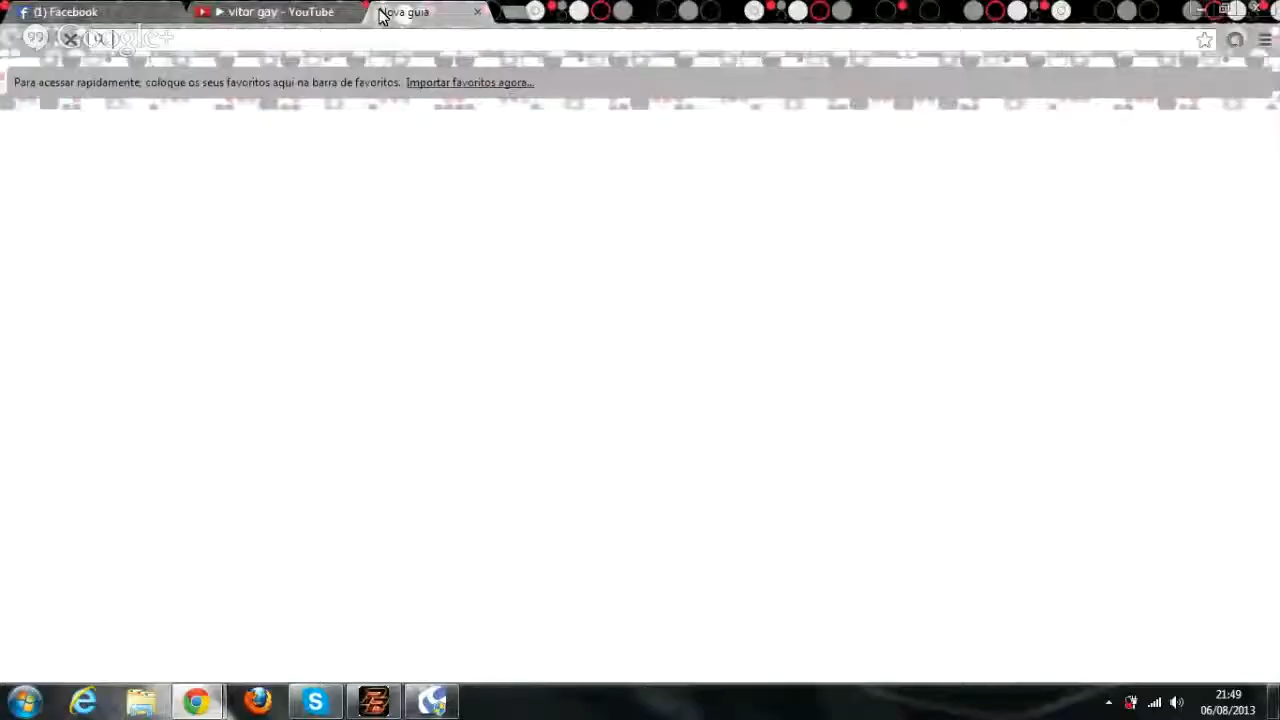 (1) Facebook
vitor gay - YouTube
Nova guia
Google+
Para acessar rapidamente, coloque os seus favoritos aqui na barra de favoritos. Importar favoritos agora...
21:49
06/08/2013